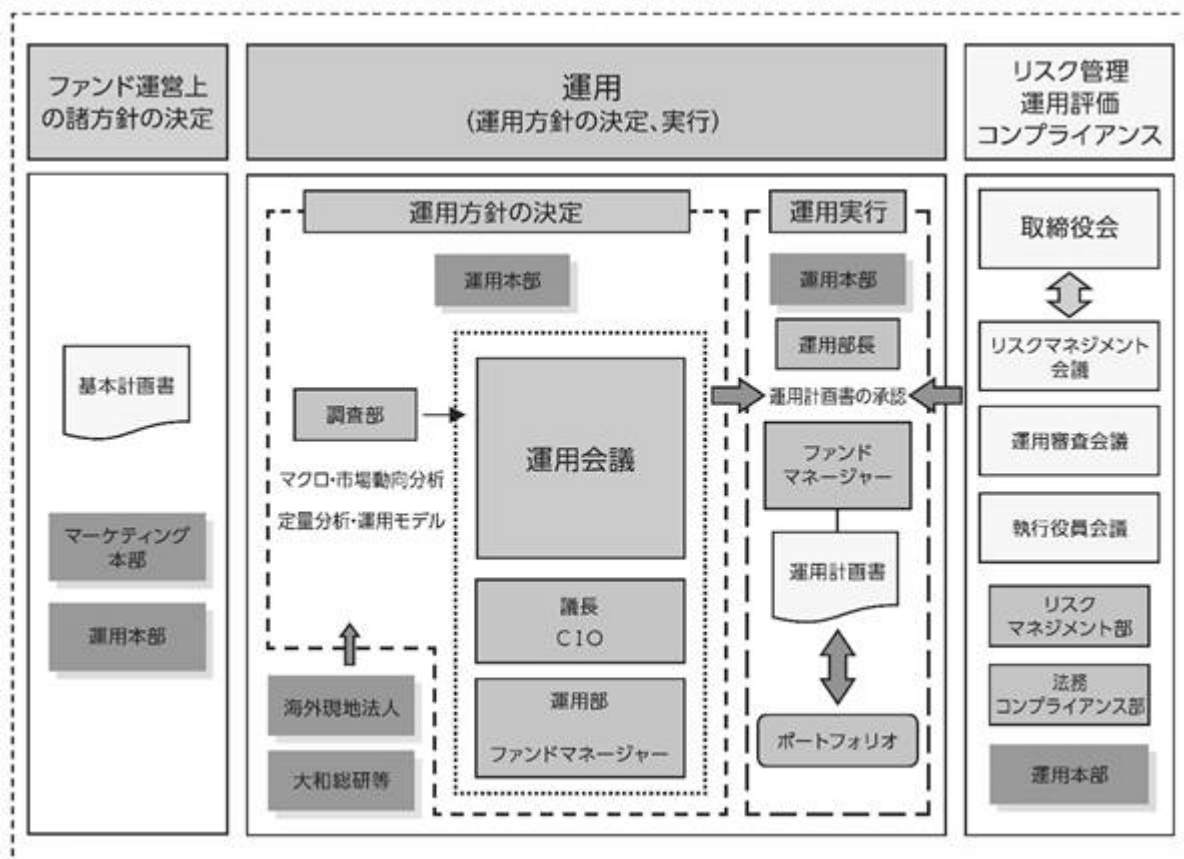 ファンド運営上
の諸方針の決定
運用
(運用方針の決定、実行)
リスク管理
運用評価
コンプライアンス
基本計画書
マーケティング
本部
運用本部
運用方針の決定
運用本部
調査部
マクロ・市場動向分析
定量分析・運用モデル
運用会議
議長
CIO
運用部
ファンドマネージャー
海外現地法人
大和総研等
運用実行
運用本部
運用部長
運用計画書の承認
ファンド
マネージャー
運用計画書
ポートフォリオ
取締役会
リスクマネジメント
会議
運用審査会議
執行役員会議
リスク
マネジメント部
法務
コンプライアンス部
運用本部